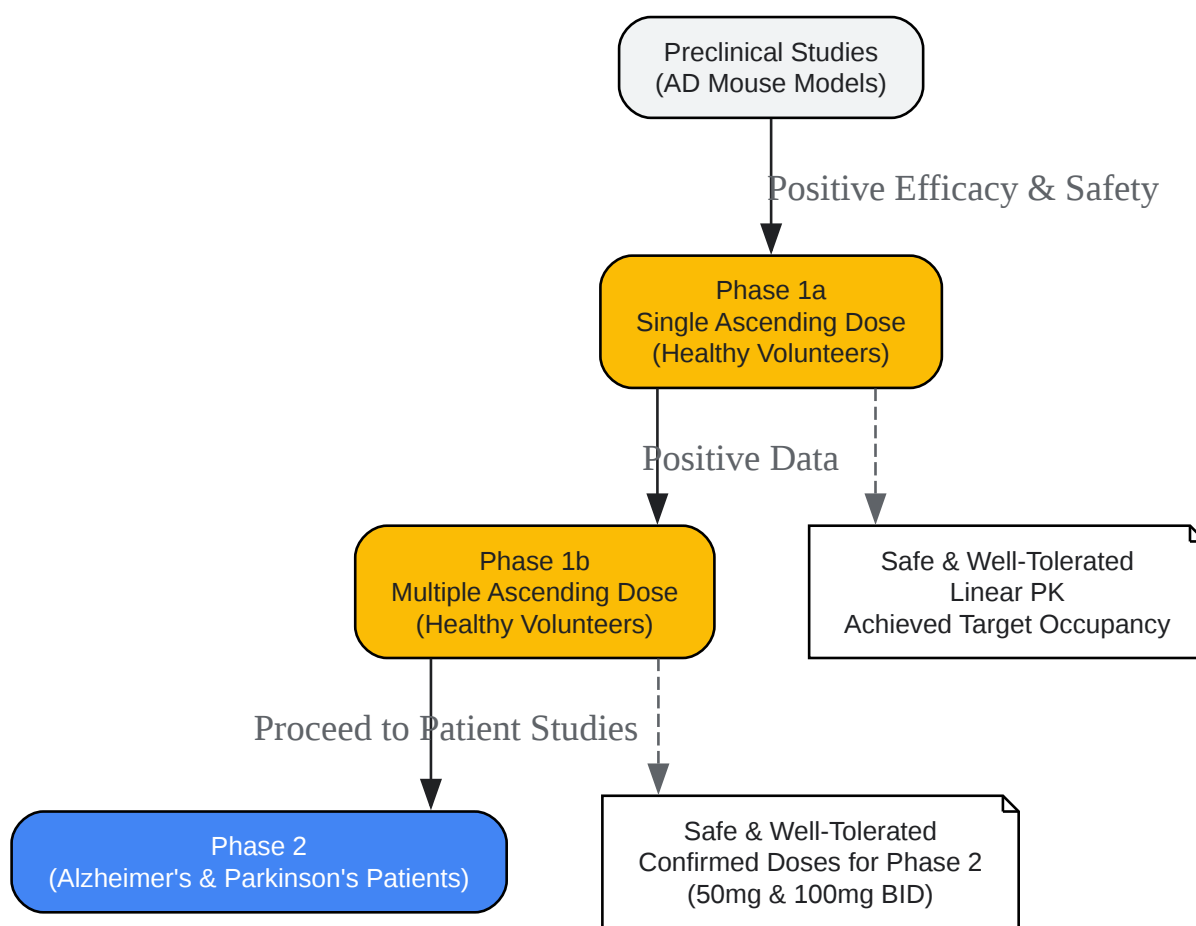 Preclinical Studies
(AD Mouse Models)
Positive Efficacy & Safety
Phase 1a
Single Ascending Dose
(Healthy Volunteers)
Positive Data
Phase 1b
Multiple Ascending Dose
(Healthy Volunteers)
Safe & Well-Tolerated
Linear PK
Achieved Target Occupancy
Proceed to Patient Studies
Phase 2
(Alzheimer's & Parkinson's Patients)
Safe & Well-Tolerated
Confirmed Doses for Phase 2
(50mg & 100mg BID)